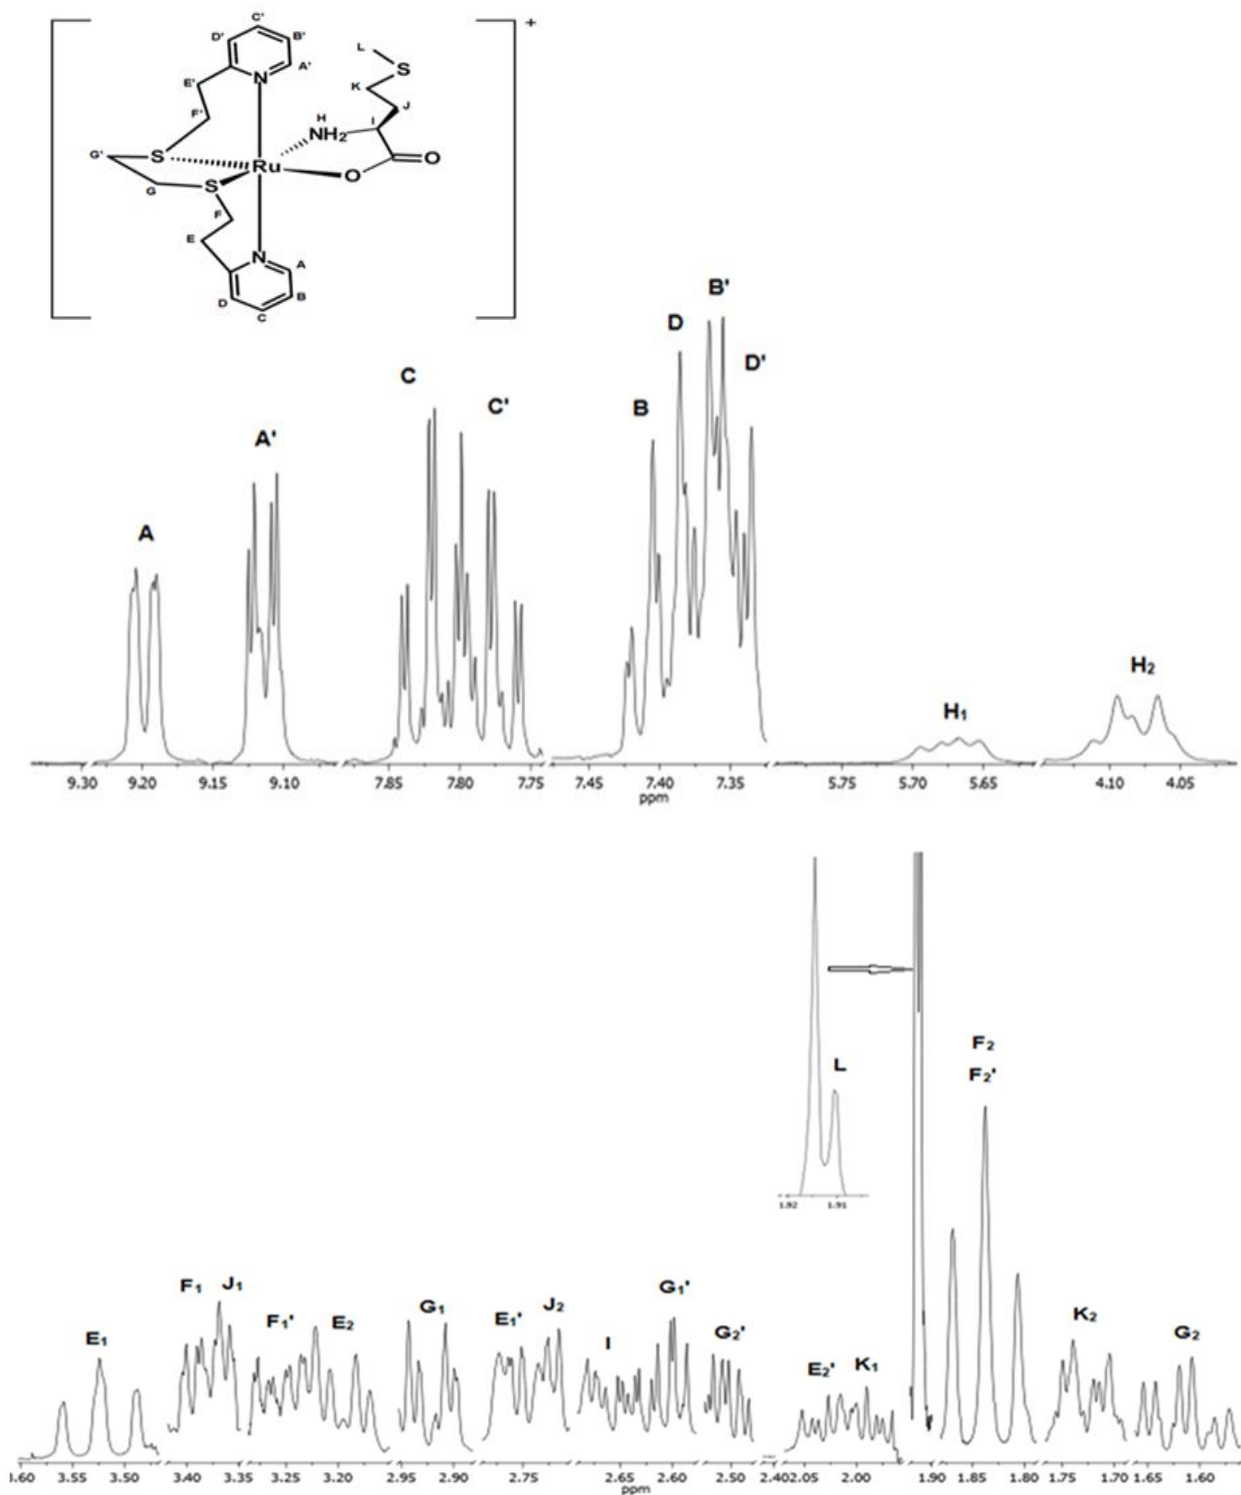 C'
D' B'
A'
N
E'
F'
L
S
K
J
H
NH2
I
+
S
G'
Ru
O
O
G
S
F
E
N
A
D B
C
A
A'
C
C'
B
D
B'
D'
H1
H2
9.30 9.20 9.15 9.10 7.85 7.80 7.75 7.45 7.40 7.35 5.75 5.70 5.65 4.10 4.05
ppm
L
1.92 1.91
F2
F2'
E1
F1 J1
F1' E2
G1
E1' J2
I
G1'
G2'
E2' K1
K2
G2
3.60 3.55 3.50 3.40 3.35 3.25 3.20 2.95 2.90 2.75 2.65 2.60 2.50 2.40 2.05 2.00 1.90 1.85 1.80 1.75 1.70 1.65 1.60
ppm ppm